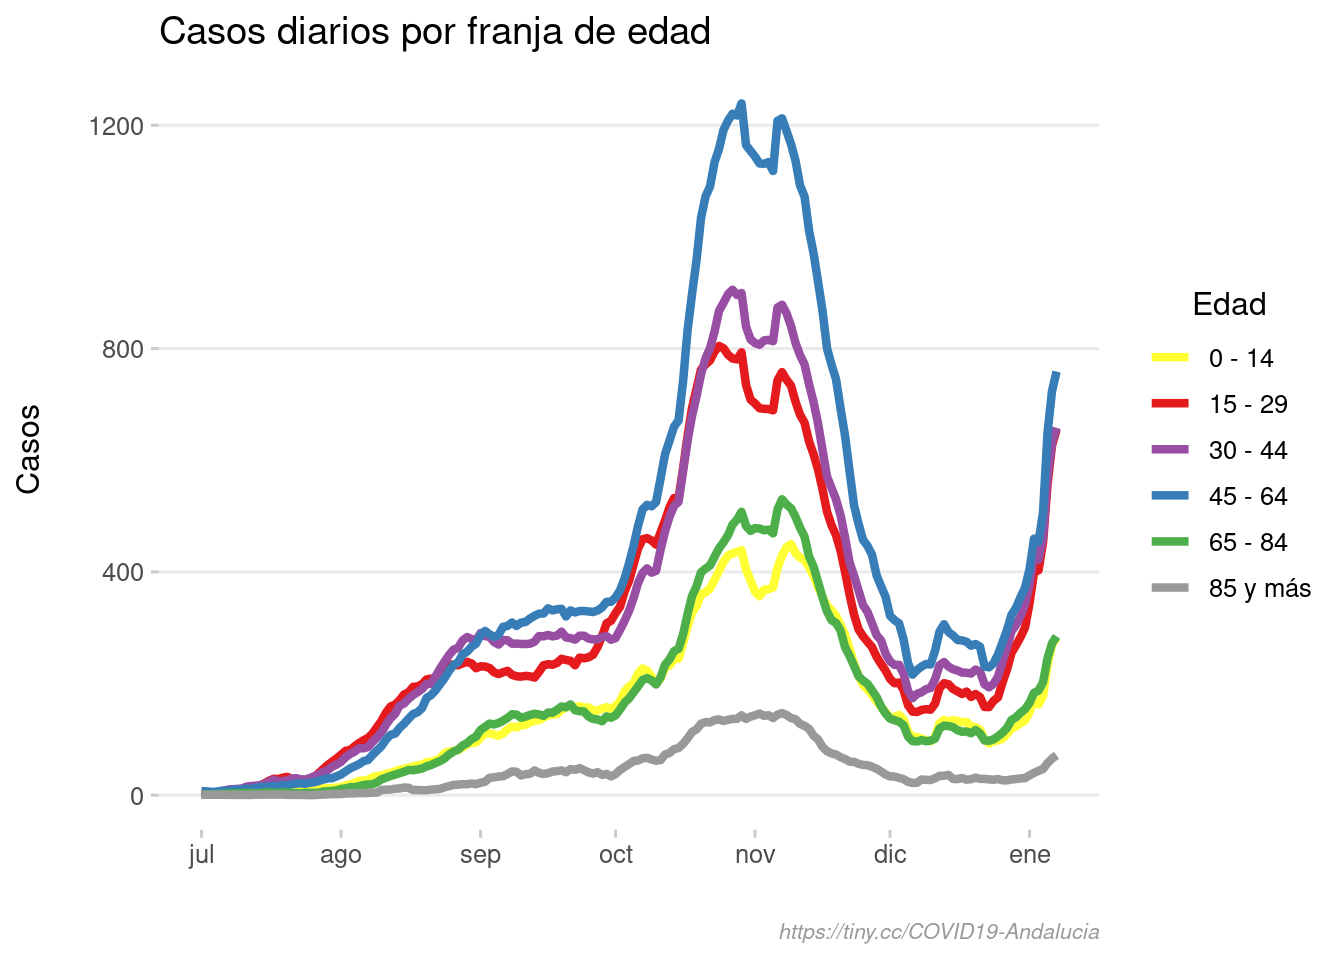 Casos diarios por franja de edad
1200
800
400
0
Casos
jul ago sep oct nov dic ene
Edad
0 - 14
15 - 29
30 - 44
45 - 64
65 - 84
85 y más
https://tiny.cc/COVID19-Andalucia